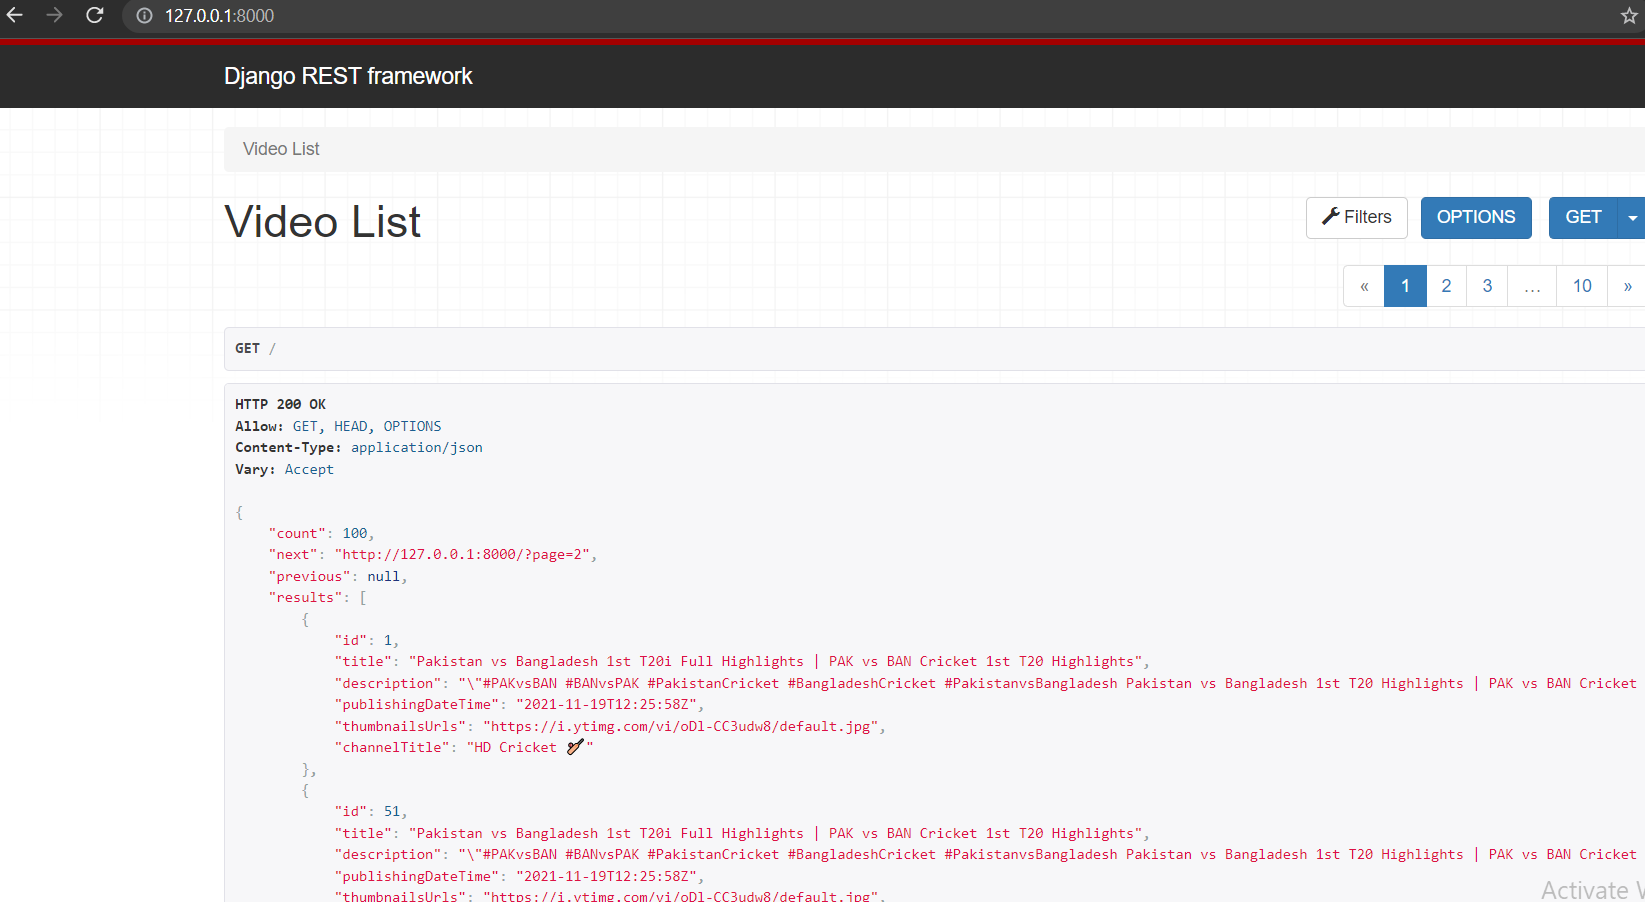 127.0.0.1:8000
Django REST framework
Video List
Video List
Filters
OPTIONS
GET
« 1 2 3 … 10 »
GET /
HTTP 200 OK
Allow: GET, HEAD, OPTIONS
Content-Type: application/json
Vary: Accept
{
"count": 100,
"next": "http://127.0.0.1:8000/?page=2",
"previous": null,
"results": [
{
"id": 1,
"title": "Pakistan vs Bangladesh 1st T20i Full Highlights | PAK vs BAN Cricket 1st T20 Highlights",
"description": "\"#PAKvsBAN #BANvsPAK #PakistanCricket #BangladeshCricket #PakistanvsBangladesh Pakistan vs Bangladesh 1st T20 Highlights | PAK vs BAN Cricket
"publishingDateTime": "2021-11-19T12:25:58Z",
"thumbnailsUrls": "https://i.ytimg.com/vi/oDl-CC3udw8/default.jpg",
"channelTitle": "HD Cricket 🏏"
},
{
"id": 51,
"title": "Pakistan vs Bangladesh 1st T20i Full Highlights | PAK vs BAN Cricket 1st T20 Highlights",
"description": "\"#PAKvsBAN #BANvsPAK #PakistanCricket #BangladeshCricket #PakistanvsBangladesh Pakistan vs Bangladesh 1st T20 Highlights | PAK vs BAN Cricket
"publishingDateTime": "2021-11-19T12:25:58Z",
"thumbnailsUrls": "https://i.ytimg.com/vi/oDl-CC3udw8/default.jpg",
Activate